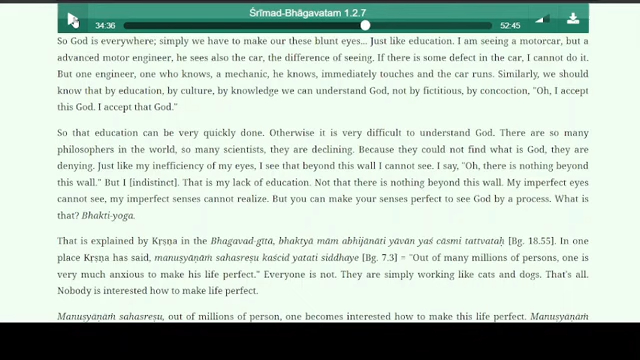 Śrīmad-Bhāgavatam 1.2.7
34:36
52:45
So God is everywhere; simply we have to make our these blunt eyes... Just like education. I am seeing a motorcar, but a
advanced motor engineer, he sees also the car, the difference of seeing. If there is some defect in the car, I cannot do it.
But one engineer, one who knows, a mechanic, he knows, immediately touches and the car runs. Similarly, we should
know that by education, by culture, by knowledge we can understand God, not by fictitious, by concoction, "Oh, I accept
this God. I accept that God."
So that education can be very quickly done. Otherwise it is very difficult to understand God. There are so many
philosophers in the world, so many scientists, they are declining. Because they could not find what is God, they are
denying. Just like my inefficiency of my eyes, I see that beyond this wall I cannot see. I say, "Oh, there is nothing beyond
this wall." But I [indistinct]. That is my lack of education. Not that there is nothing beyond this wall. My imperfect eyes
cannot see, my imperfect senses cannot realize. But you can make your senses perfect to see God by a process. What is
that? Bhakti-yoga.
That is explained by Kṛṣṇa in the Bhagavad-gītā, bhaktyā mām abhijānāti yāvān yaś cāsmi tattvataḥ [Bg. 18.55]. In one
place Kṛṣṇa has said, manuṣyāṇāṁ sahasreṣu kaścid yatati siddhaye [Bg. 7.3] = "Out of many millions of persons, one is
very much anxious to make his life perfect." Everyone is not. They are simply working like cats and dogs. That's all.
Nobody is interested how to make life perfect.
Manuṣyāṇāṁ sahasreṣu, out of millions of person, one becomes interested how to make this life perfect. Manuṣyāṇāṁ